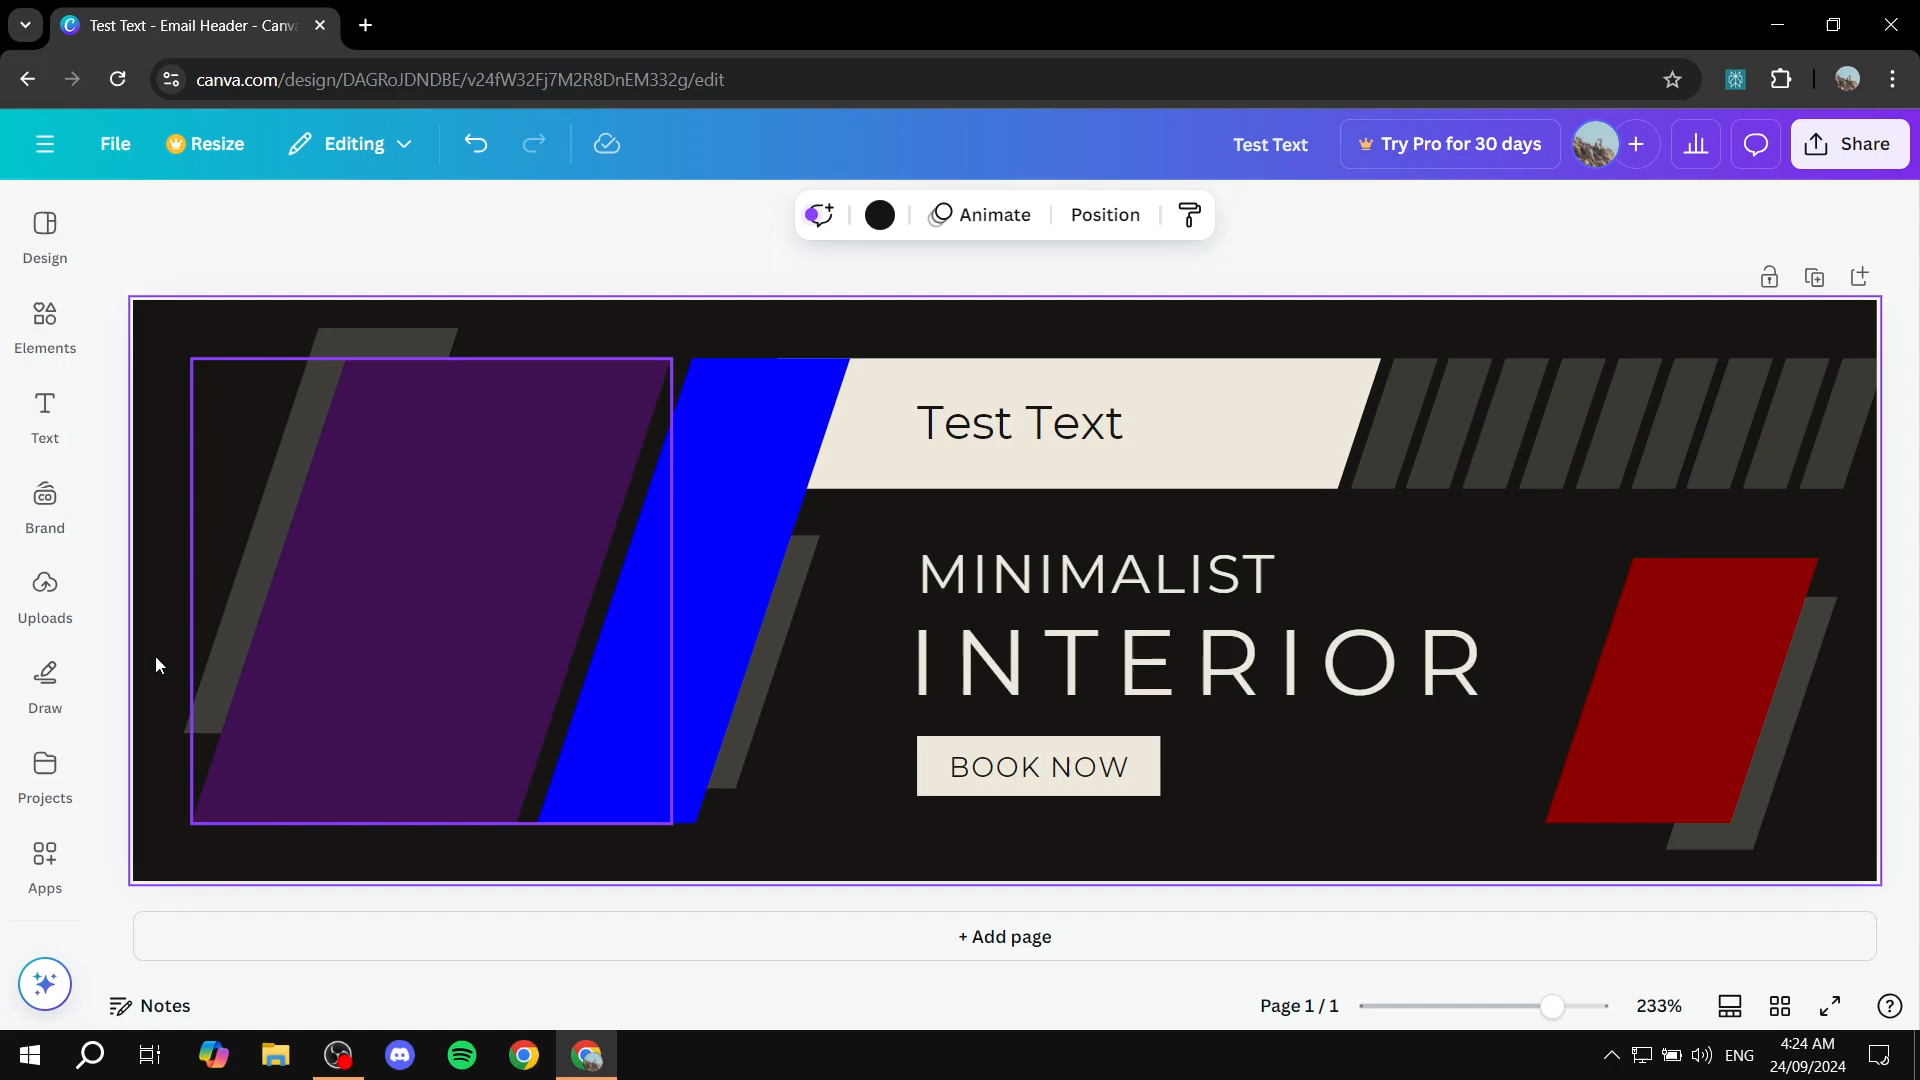 Test Text - Email Header - Canva
canva.com/design/DAGRoJDNDBE/v24fW32Fj7M2R8DnEM332g/edit
File
Resize
Editing
Test Text
Try Pro for 30 days
Share
Animate
Position
Design
Elements
Text
Brand
Uploads
Draw
Projects
Apps
Test Text
MINIMALIST
INTERIOR
BOOK NOW
+ Add page
Notes
Page 1 / 1
233%
ENG
4:24 AM
24/09/2024